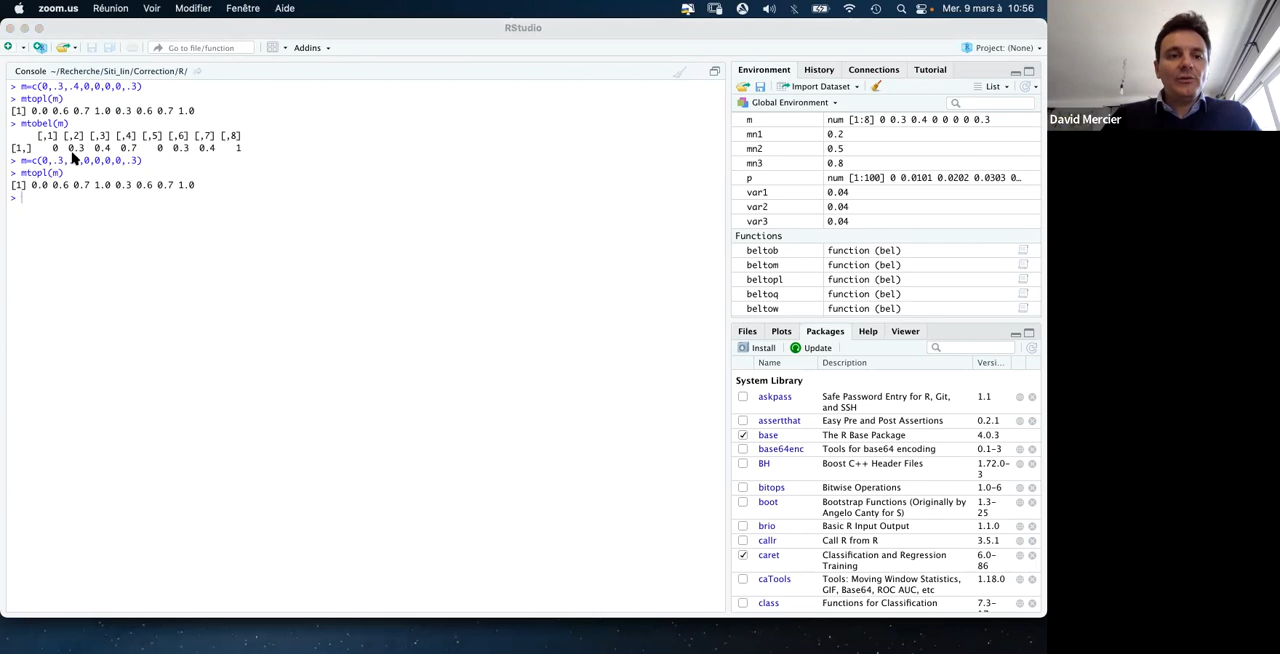 zoom.us Réunion Vidéo Modifier Fenêtre Aide Mer. 9 mars à 10:56
RStudio
Go to file/function Addins Project: (None)
Console ~/Recherche/Siti_lin/Correction/R/
> m=c(0,.3,.4,0,0,0,0,.3)
> mtopl(m)
[1] 0.0 0.6 0.7 1.0 0.3 0.6 0.7 1.0
> mtobel(m)
[,1] [,2] [,3] [,4] [,5] [,6] [,7] [,8]
[1,] 0 0.3 0.4 0.7 0 0.3 0.4 1
> m=c(0,.3, ,0,0,0,0,.3)
> mtopl(m)
[1] 0.0 0.6 0.7 1.0 0.3 0.6 0.7 1.0
>
Environment History Connections Tutorial
Import Dataset List
Global Environment
m num [1:8] 0 0.3 0.4 0 0 0 0 0.3
mn1 0.2
mn2 0.5
mn3 0.8
p num [1:100] 0 0.0101 0.0202 0.0303 0…
var1 0.04
var2 0.04
var3 0.04
Functions
beltob function (bel)
beltom function (bel)
beltopl function (bel)
beltoq function (bel)
beltow function (bel)
Files Plots Packages Help Viewer
Install Update
Name Description Versi…
System Library
askpass Safe Password Entry for R, Git, 1.1
and SSH
assertthat Easy Pre and Post Assertions 0.2.1
base The R Base Package 4.0.3
base64enc Tools for base64 encoding 0.1-3
BH Boost C++ Header Files 1.72.0-
3
bitops Bitwise Operations 1.0-6
boot Bootstrap Functions (Originally by 1.3-
Angelo Canty for S) 25
brio Basic R Input Output 1.1.0
callr Call R from R 3.5.1
caret Classification and Regression 6.0-
Training 86
caTools Tools: Moving Window Statistics, 1.18.0
GIF, Base64, ROC AUC, etc
class Functions for Classification 7.3-
David Mercier